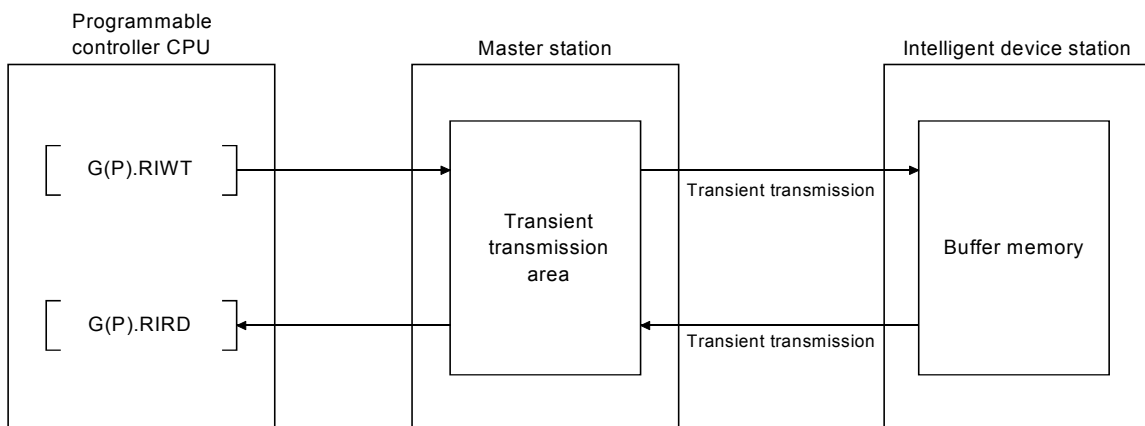 Programmable
controller CPU
Master station
Intelligent device station
G(P).RIWT
Transient transmission
Transient
transmission
area
Buffer memory
G(P).RIRD
Transient transmission